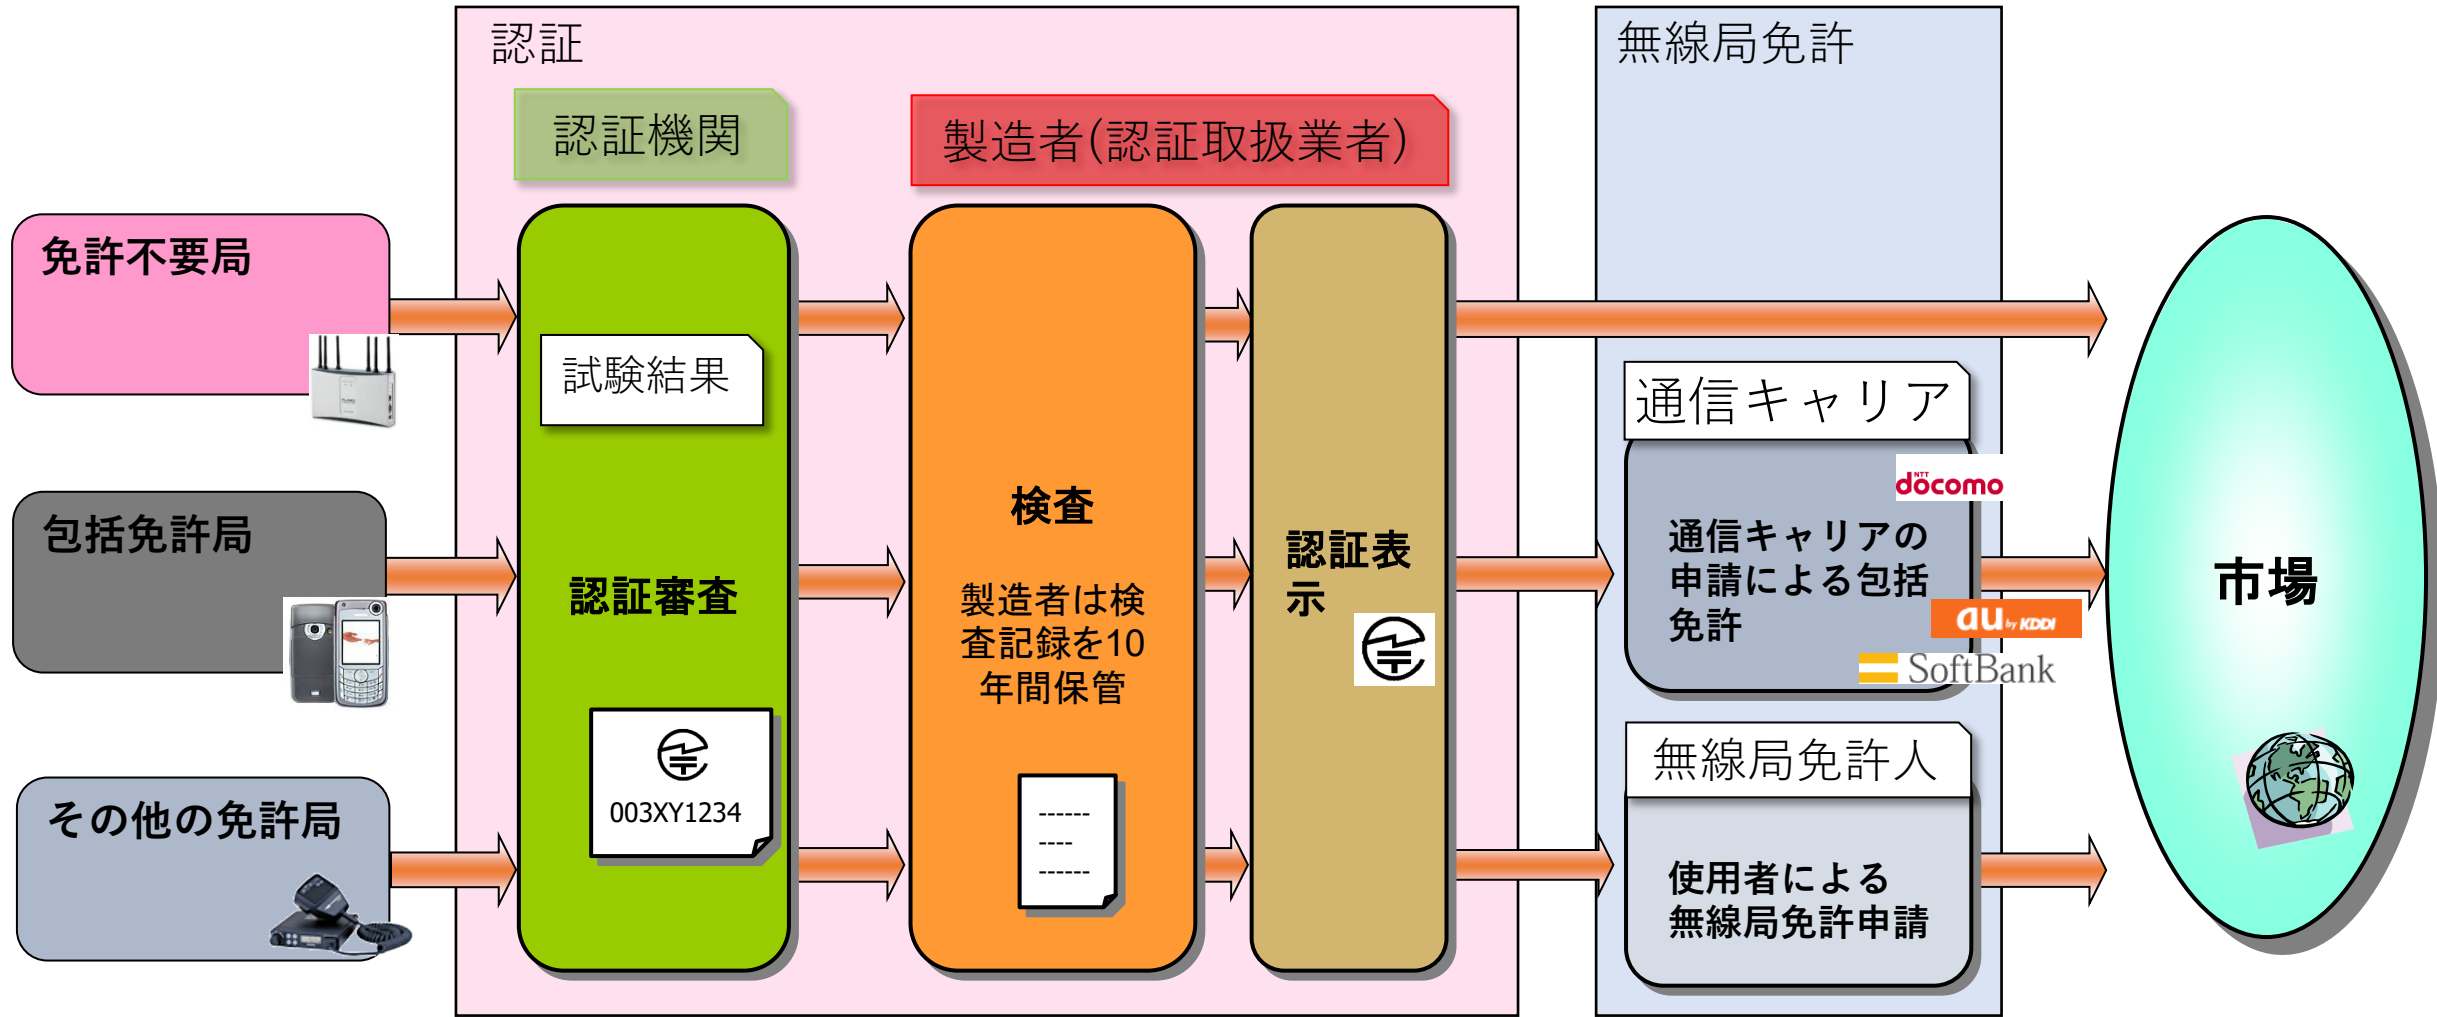 認証
無線局免許
認証機関
製造者(認証取扱業者)
免許不要局
包括免許局
その他の免許局
試験結果
認証審査
003XY1234
検査
製造者は検
査記録を10
年間保管
認証表
示
通信キャリア
NTT
döcomo
通信キャリアの
申請による包括
免許
au by KDDI
SoftBank
無線局免許人
使用者による
無線局免許申請
市場